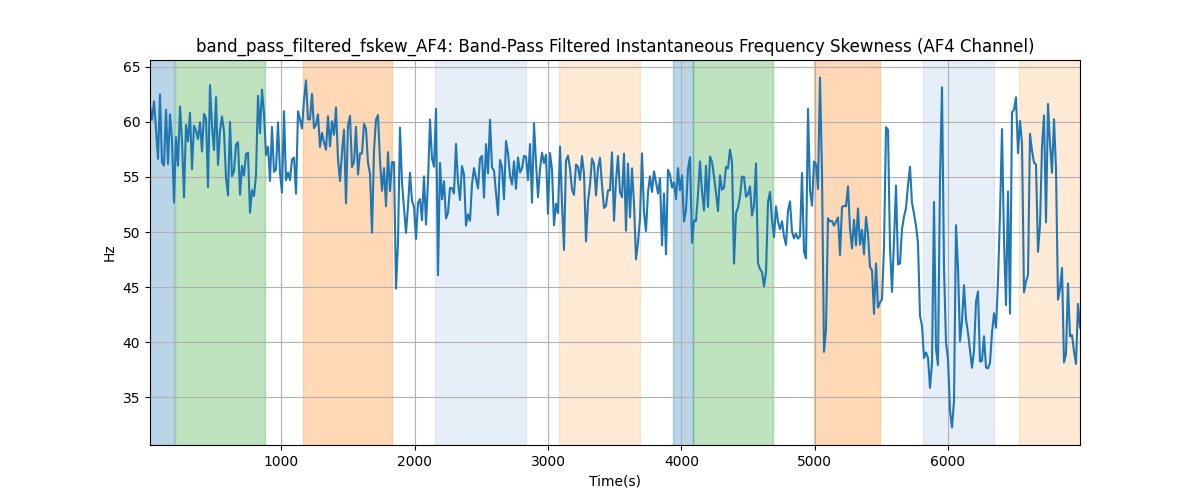 band_pass_filtered_fskew_AF4: Band-Pass Filtered Instantaneous Frequency Skewness (AF4 Channel)
65
60
55
50
45
40
35
Hz
1000 2000 3000 4000 5000 6000
Time(s)